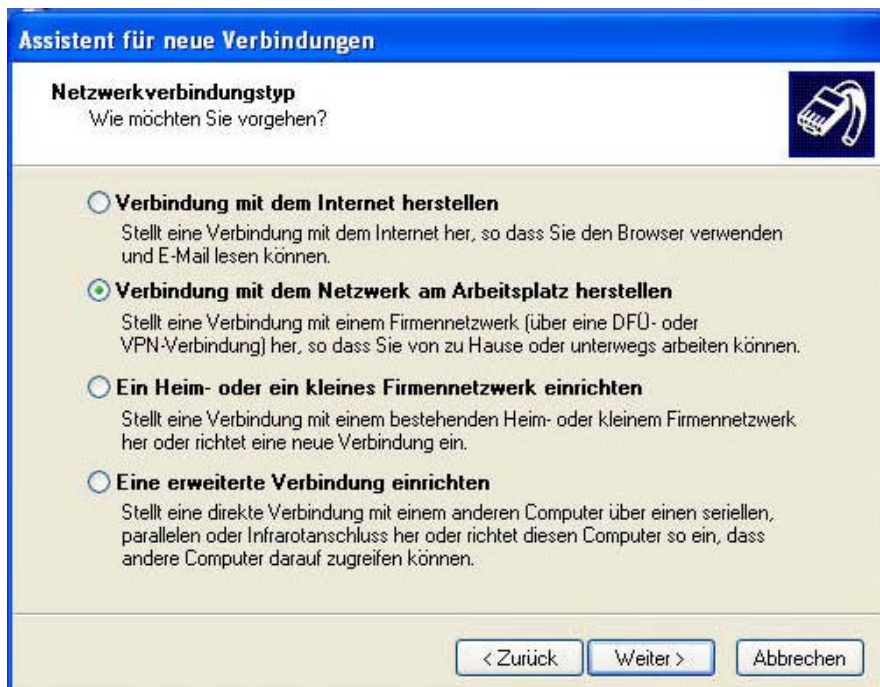 Assistent für neue Verbindungen
Netzwerkverbindungstyp
Wie möchten Sie vorgehen?
Verbindung mit dem Internet herstellen
Stellt eine Verbindung mit dem Internet her, so dass Sie den Browser verwenden
und E-Mail lesen können.
Verbindung mit dem Netzwerk am Arbeitsplatz herstellen
Stellt eine Verbindung mit einem Firmennetzwerk (über eine DFÜ- oder
VPN-Verbindung) her, so dass Sie von zu Hause oder unterwegs arbeiten können.
Ein Heim- oder ein kleines Firmennetzwerk einrichten
Stellt eine Verbindung mit einem bestehenden Heim- oder kleinem Firmennetzwerk
her oder richtet eine neue Verbindung ein.
Eine erweiterte Verbindung einrichten
Stellt eine direkte Verbindung mit einem anderen Computer über einen seriellen,
parallelen oder Infrarotanschluss her oder richtet diesen Computer so ein, dass
andere Computer darauf zugreifen können.
< Zurück Weiter > Abbrechen